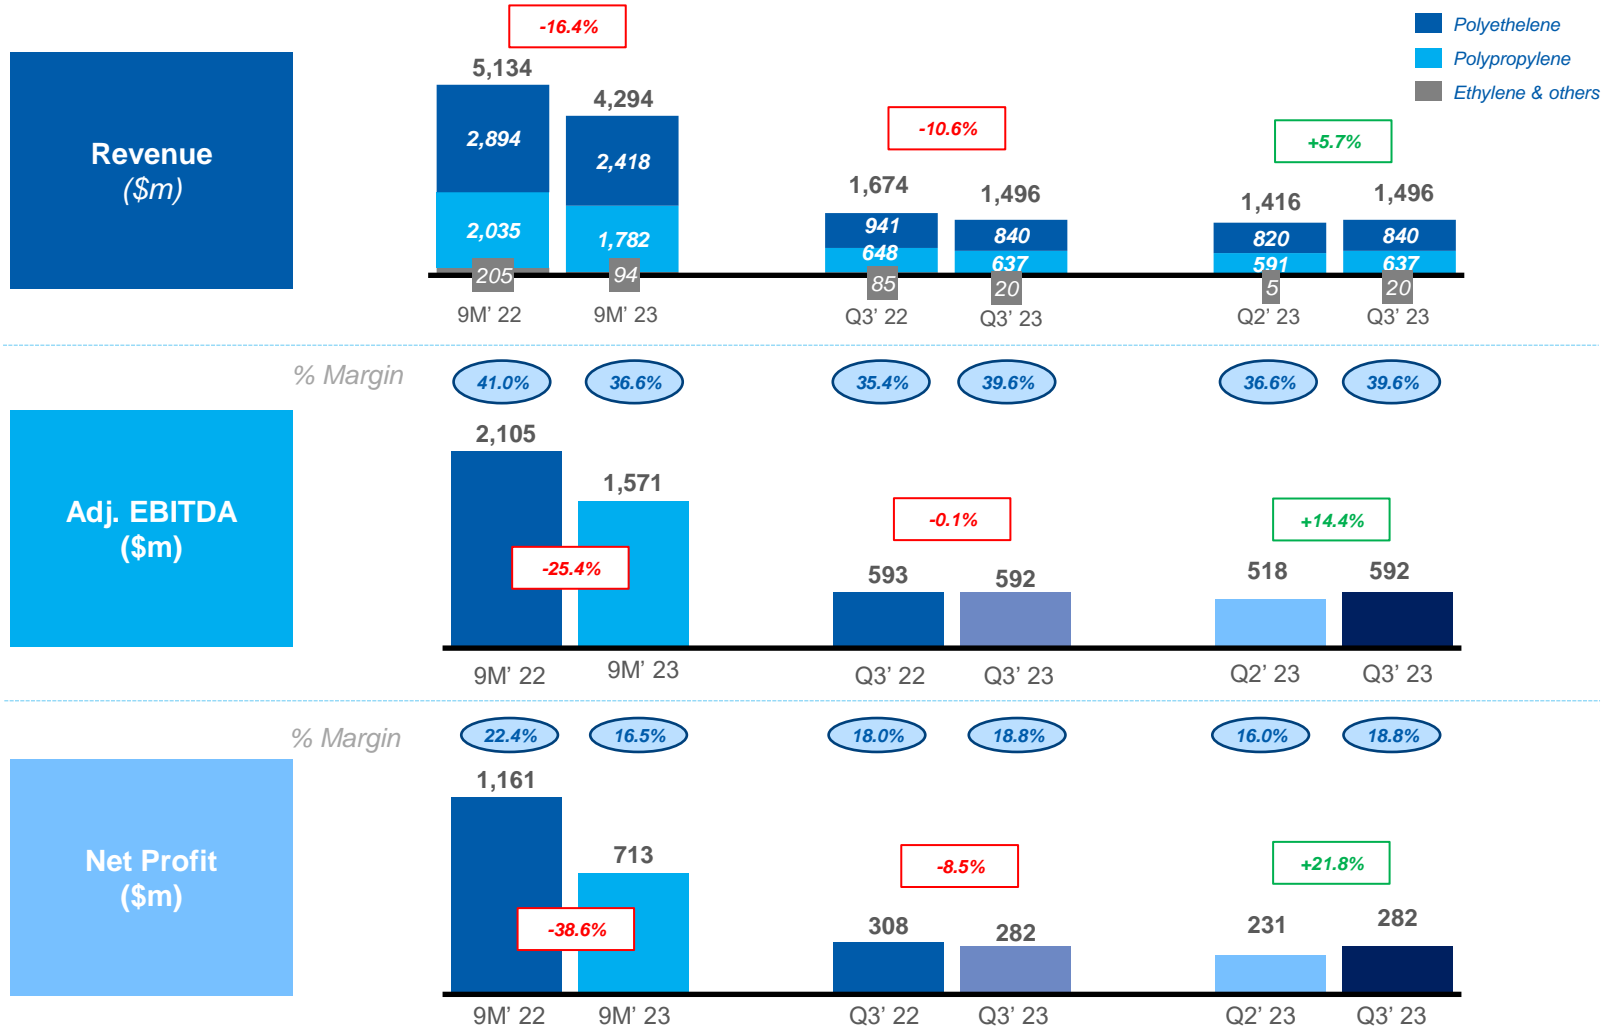 -16.4%
Polyethelene
Polypropylene
Ethylene & others
Revenue
($m)
5,134
4,294
2,894
2,418
2,035
1,782
205
94
9M’ 22
9M’ 23
-10.6%
1,674
1,496
941
840
648
637
85
20
Q3’ 22
Q3’ 23
+5.7%
1,416
1,496
820
840
591
637
5
20
Q2’ 23
Q3’ 23
% Margin
41.0%
36.6%
35.4%
39.6%
36.6%
39.6%
Adj. EBITDA
($m)
2,105
1,571
-25.4%
9M’ 22
9M’ 23
-0.1%
593
592
Q3’ 22
Q3’ 23
+14.4%
518
592
Q2’ 23
Q3’ 23
% Margin
22.4%
16.5%
18.0%
18.8%
16.0%
18.8%
Net Profit
($m)
1,161
713
-38.6%
9M’ 22
9M’ 23
-8.5%
308
282
Q3’ 22
Q3’ 23
+21.8%
231
282
Q2’ 23
Q3’ 23